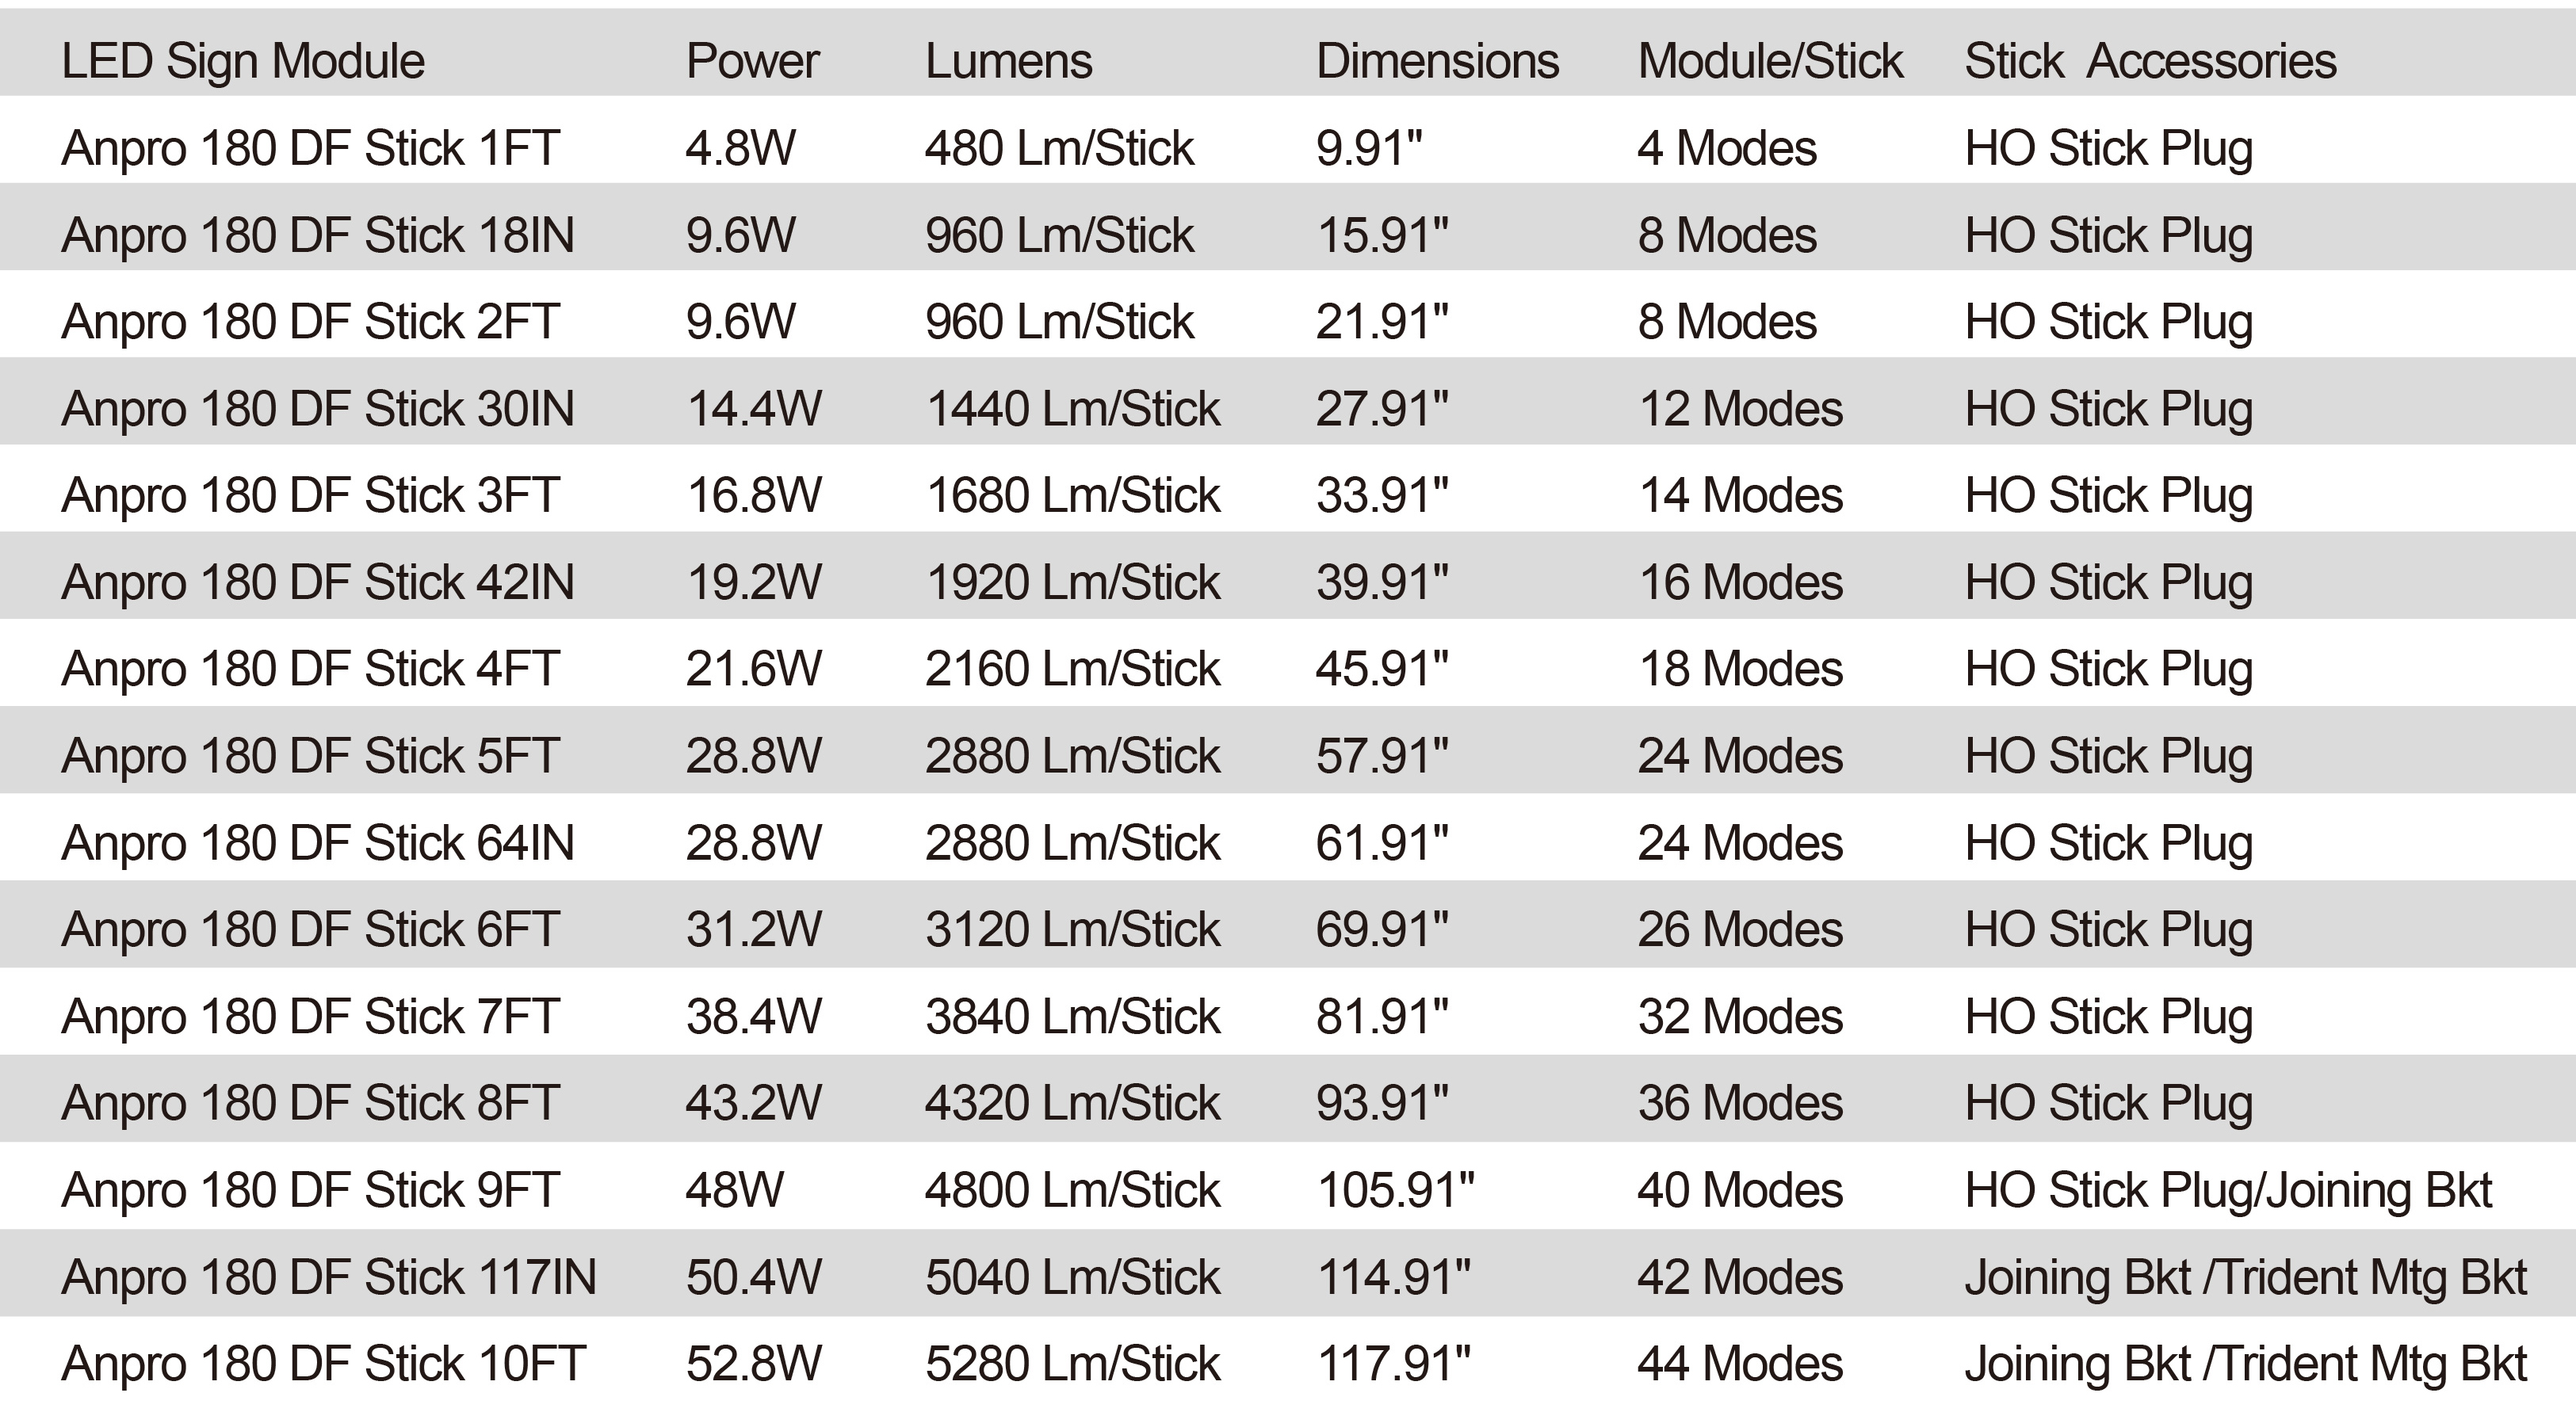 LED Sign Module Power Lumens Dimensions Module/Stick Stick Accessories
Anpro 180 DF Stick 1FT 4.8W 480 Lm/Stick 9.91" 4 Modes HO Stick Plug
Anpro 180 DF Stick 18IN 9.6W 960 Lm/Stick 15.91" 8 Modes HO Stick Plug
Anpro 180 DF Stick 2FT 9.6W 960 Lm/Stick 21.91" 8 Modes HO Stick Plug
Anpro 180 DF Stick 30IN 14.4W 1440 Lm/Stick 27.91" 12 Modes HO Stick Plug
Anpro 180 DF Stick 3FT 16.8W 1680 Lm/Stick 33.91" 14 Modes HO Stick Plug
Anpro 180 DF Stick 42IN 19.2W 1920 Lm/Stick 39.91" 16 Modes HO Stick Plug
Anpro 180 DF Stick 4FT 21.6W 2160 Lm/Stick 45.91" 18 Modes HO Stick Plug
Anpro 180 DF Stick 5FT 28.8W 2880 Lm/Stick 57.91" 24 Modes HO Stick Plug
Anpro 180 DF Stick 64IN 28.8W 2880 Lm/Stick 61.91" 24 Modes HO Stick Plug
Anpro 180 DF Stick 6FT 31.2W 3120 Lm/Stick 69.91" 26 Modes HO Stick Plug
Anpro 180 DF Stick 7FT 38.4W 3840 Lm/Stick 81.91" 32 Modes HO Stick Plug
Anpro 180 DF Stick 8FT 43.2W 4320 Lm/Stick 93.91" 36 Modes HO Stick Plug
Anpro 180 DF Stick 9FT 48W 4800 Lm/Stick 105.91" 40 Modes HO Stick Plug/Joining Bkt
Anpro 180 DF Stick 117IN 50.4W 5040 Lm/Stick 114.91" 42 Modes Joining Bkt /Trident Mtg Bkt
Anpro 180 DF Stick 10FT 52.8W 5280 Lm/Stick 117.91" 44 Modes Joining Bkt /Trident Mtg Bkt